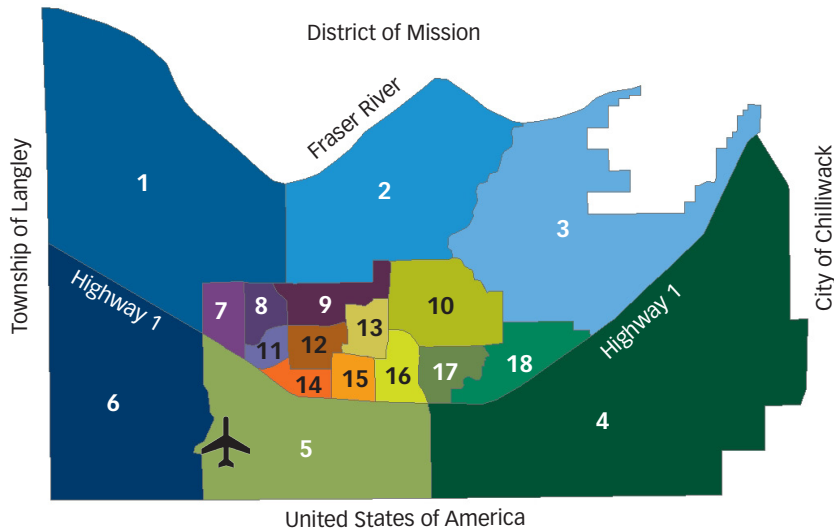 District of Mission
Fraser River
Township of Langley
City of Chilliwack
1
2
3
Highway 1
7
8
9
10
13
11
12
Highway 1
14
15
16
17
18
6
5
4
United States of America